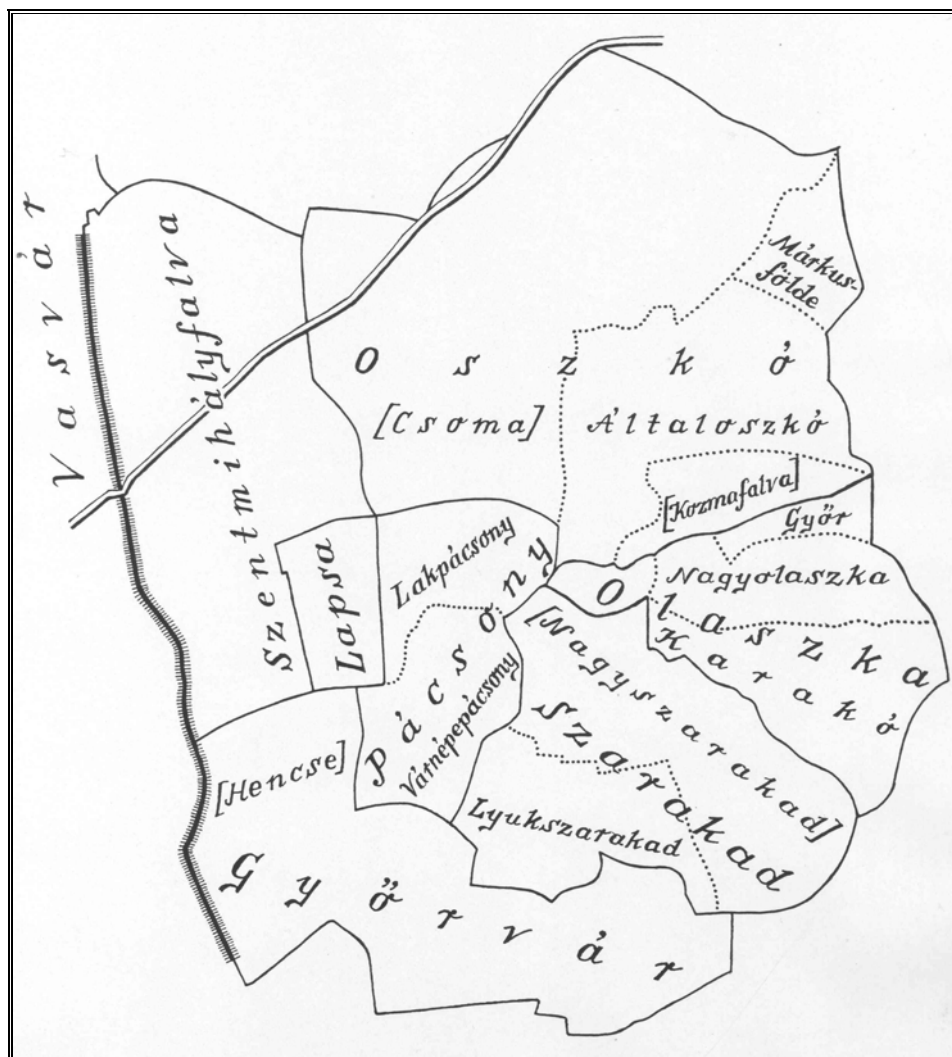 Vasvár
Szentmihályfalva
Márkus-
földe
Oszkó
[Csoma]
Általoszkó
[Kozmafalva]
Győr
Lapsa
Lakpácsony
Nagyolaszka
Olaszka
Karakó
[Nagyszarakad]
Pácsony
Várnépepácsony
Szarakad
Lyukszarakad
[Hencse]
Győrvár